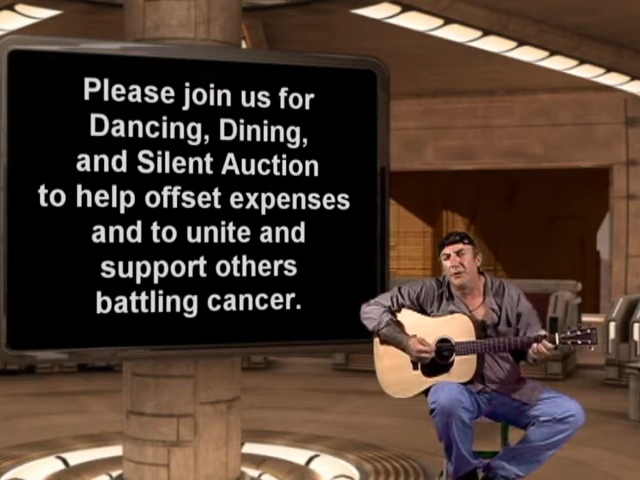 Please join us for
Dancing, Dining,
and Silent Auction
to help offset expenses
and to unite and
support others
battling cancer.